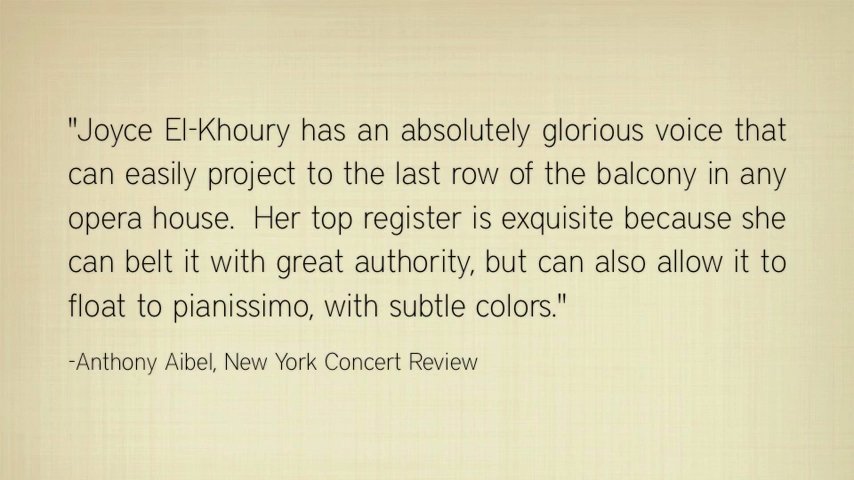 "Joyce El-Khoury has an absolutely glorious voice that
can easily project to the last row of the balcony in any
opera house.  Her top register is exquisite because she
can belt it with great authority, but can also allow it to
float to pianissimo, with subtle colors."
-Anthony Aibel, New York Concert Review